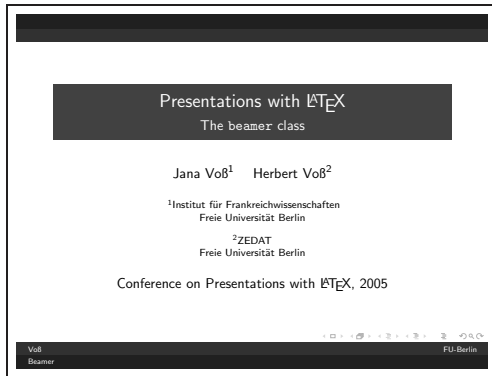 Presentations with LaTeX
The beamer class
Jana Voß¹ Herbert Voß²
¹Institut für Frankreichwissenschaften
Freie Universität Berlin
²ZEDAT
Freie Universität Berlin
Conference on Presentations with LaTeX, 2005
Voß FU-Berlin
Beamer